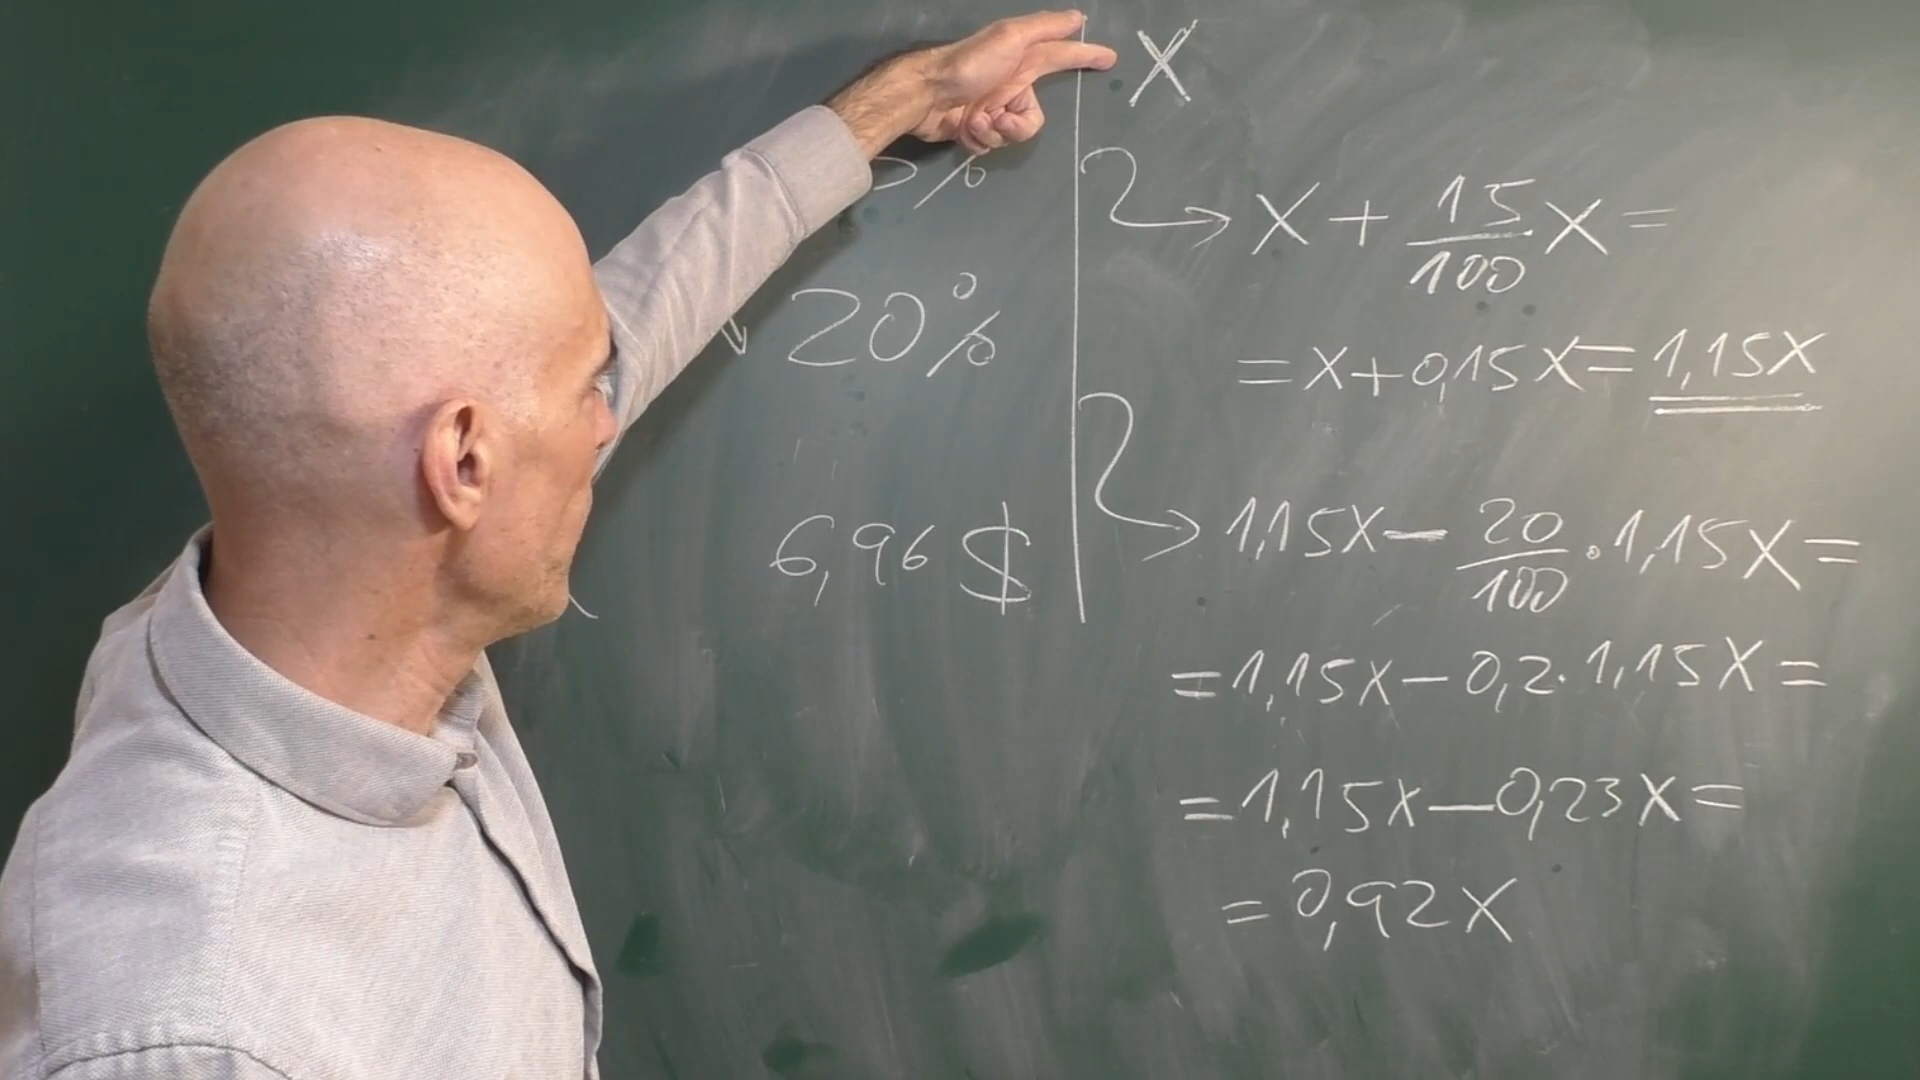 %
20%
6,96 $
X
X + 15/100 X =
= X + 0,15X = 1,15X
1,15X - 20/100 · 1,15X =
= 1,15X - 0,2 · 1,15X =
= 1,15X - 0,23X =
= 0,92X